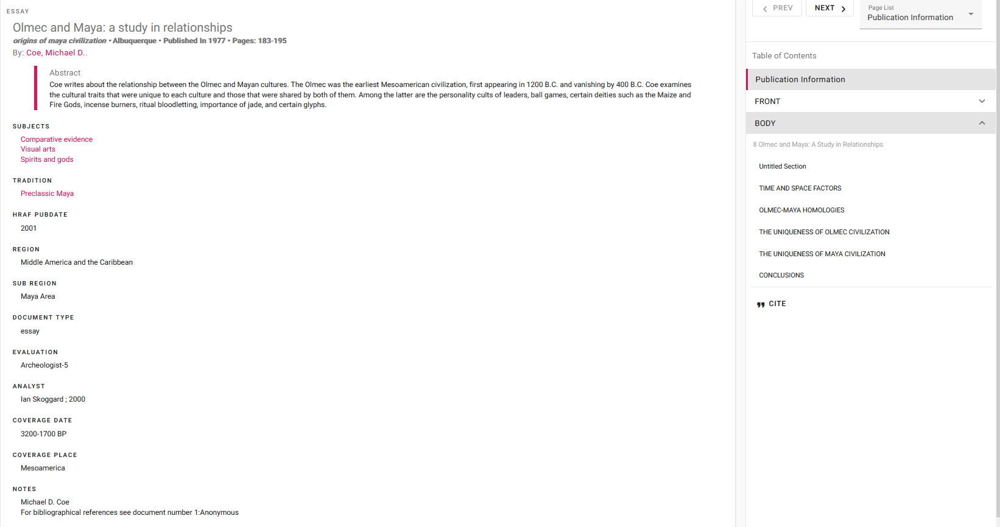 ESSAY
Olmec and Maya: a study in relationships
origins of maya civilization • Albuquerque • Published In 1977 • Pages: 183-195
By: Coe, Michael D..
Abstract
Coe writes about the relationship between the Olmec and Mayan cultures. The Olmec was the earliest Mesoamerican civilization, first appearing in 1200 B.C. and vanishing by 400 B.C. Coe examines
the cultural traits that were unique to each culture and those that were shared by both of them. Among the latter are the personality cults of leaders, ball games, certain deities such as the Maize and
Fire Gods, incense burners, ritual bloodletting, importance of jade, and certain glyphs.
SUBJECTS
Comparative evidence
Visual arts
Spirits and gods
TRADITION
Preclassic Maya
HRAF PUBDATE
2001
REGION
Middle America and the Caribbean
SUB REGION
Maya Area
DOCUMENT TYPE
essay
EVALUATION
Archeologist-5
ANALYST
Ian Skoggard ; 2000
COVERAGE DATE
3200-1700 BP
COVERAGE PLACE
Mesoamerica
NOTES
Michael D. Coe
For bibliographical references see document number 1:Anonymous
PREV
NEXT
Page List
Publication Information
Table of Contents
Publication Information
FRONT
BODY
8 Olmec and Maya: A Study in Relationships
Untitled Section
TIME AND SPACE FACTORS
OLMEC-MAYA HOMOLOGIES
THE UNIQUENESS OF OLMEC CIVILIZATION
THE UNIQUENESS OF MAYA CIVILIZATION
CONCLUSIONS
CITE